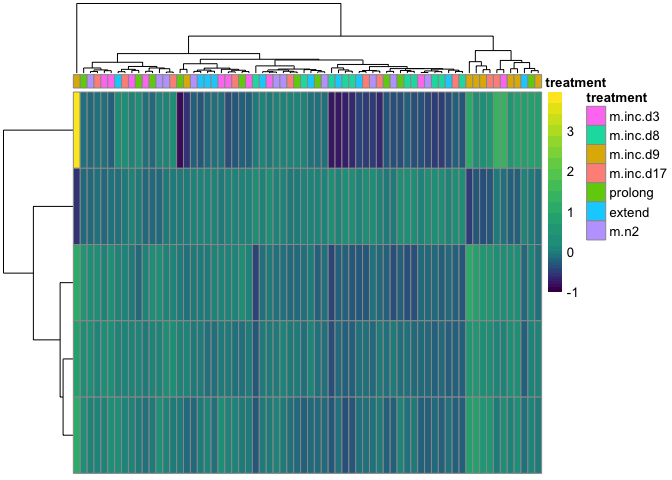 treatment
treatment
m.inc.d3
m.inc.d8
m.inc.d9
m.inc.d17
prolong
extend
m.n2
3
2
1
0
-1